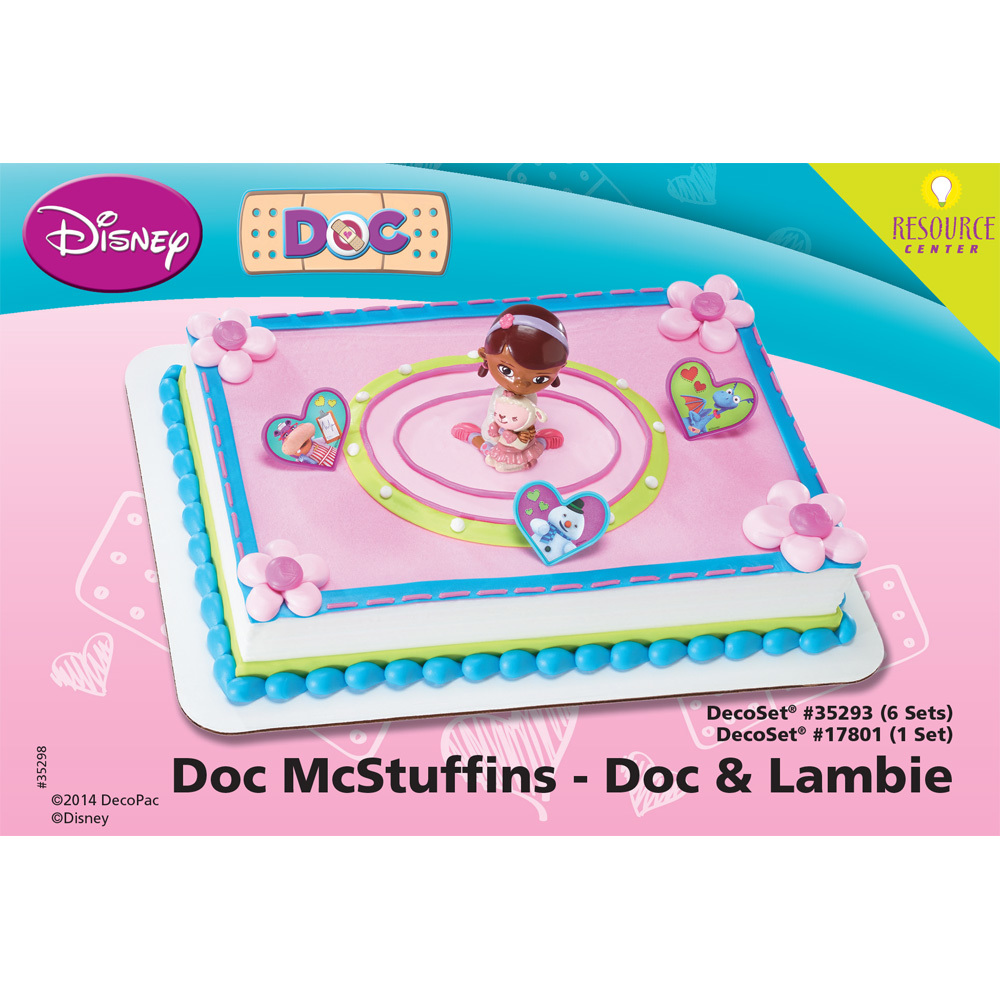 Disney
DOC
RESOURCE
CENTER
DecoSet® #35293 (6 Sets)
DecoSet® #17801 (1 Set)
Doc McStuffins - Doc & Lambie
#35298
©2014 DecoPac
©Disney